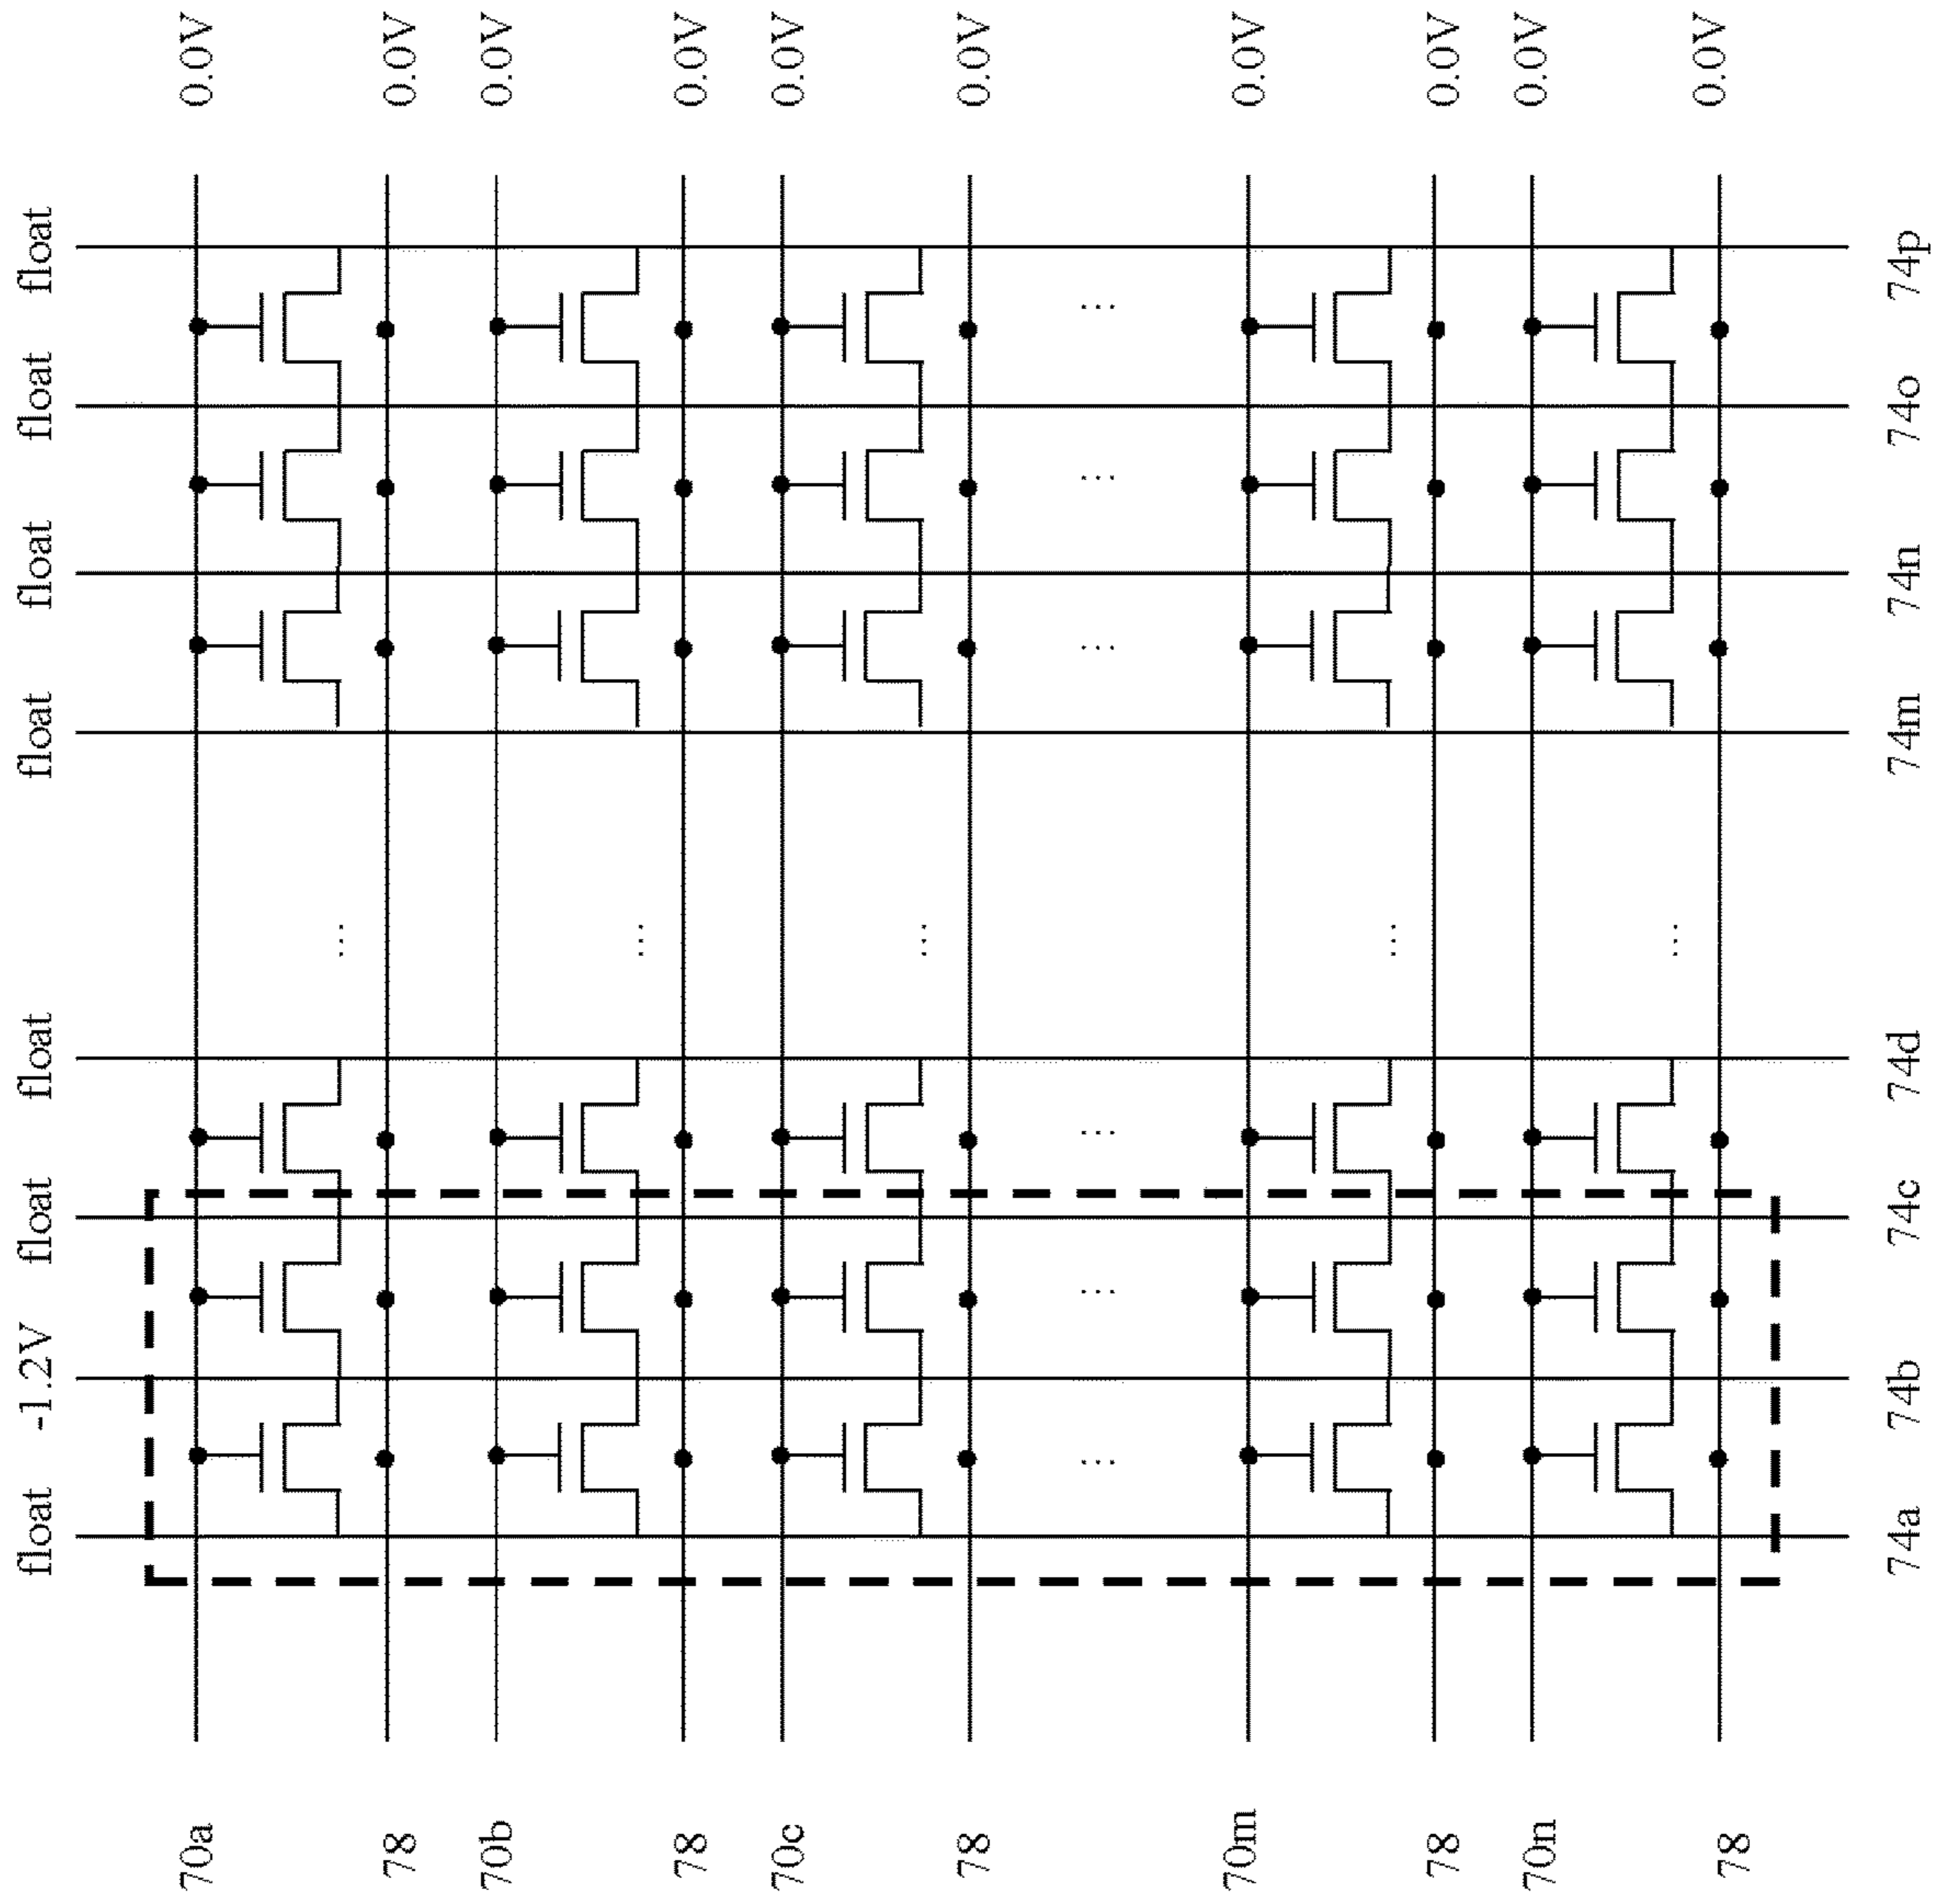 float -1.2V float float float float float float
70a 0.0V
78 0.0V
70b 0.0V
78 0.0V
70c 0.0V
78 0.0V
70m 0.0V
78 0.0V
70n 0.0V
78 0.0V
74a 74b 74c 74d 74m 74n 74o 74p